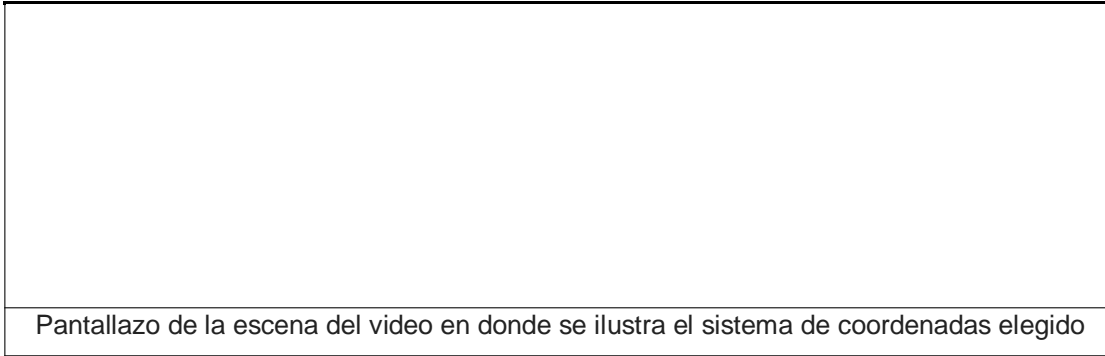 Pantallazo de la escena del video en donde se ilustra el sistema de coordenadas elegido